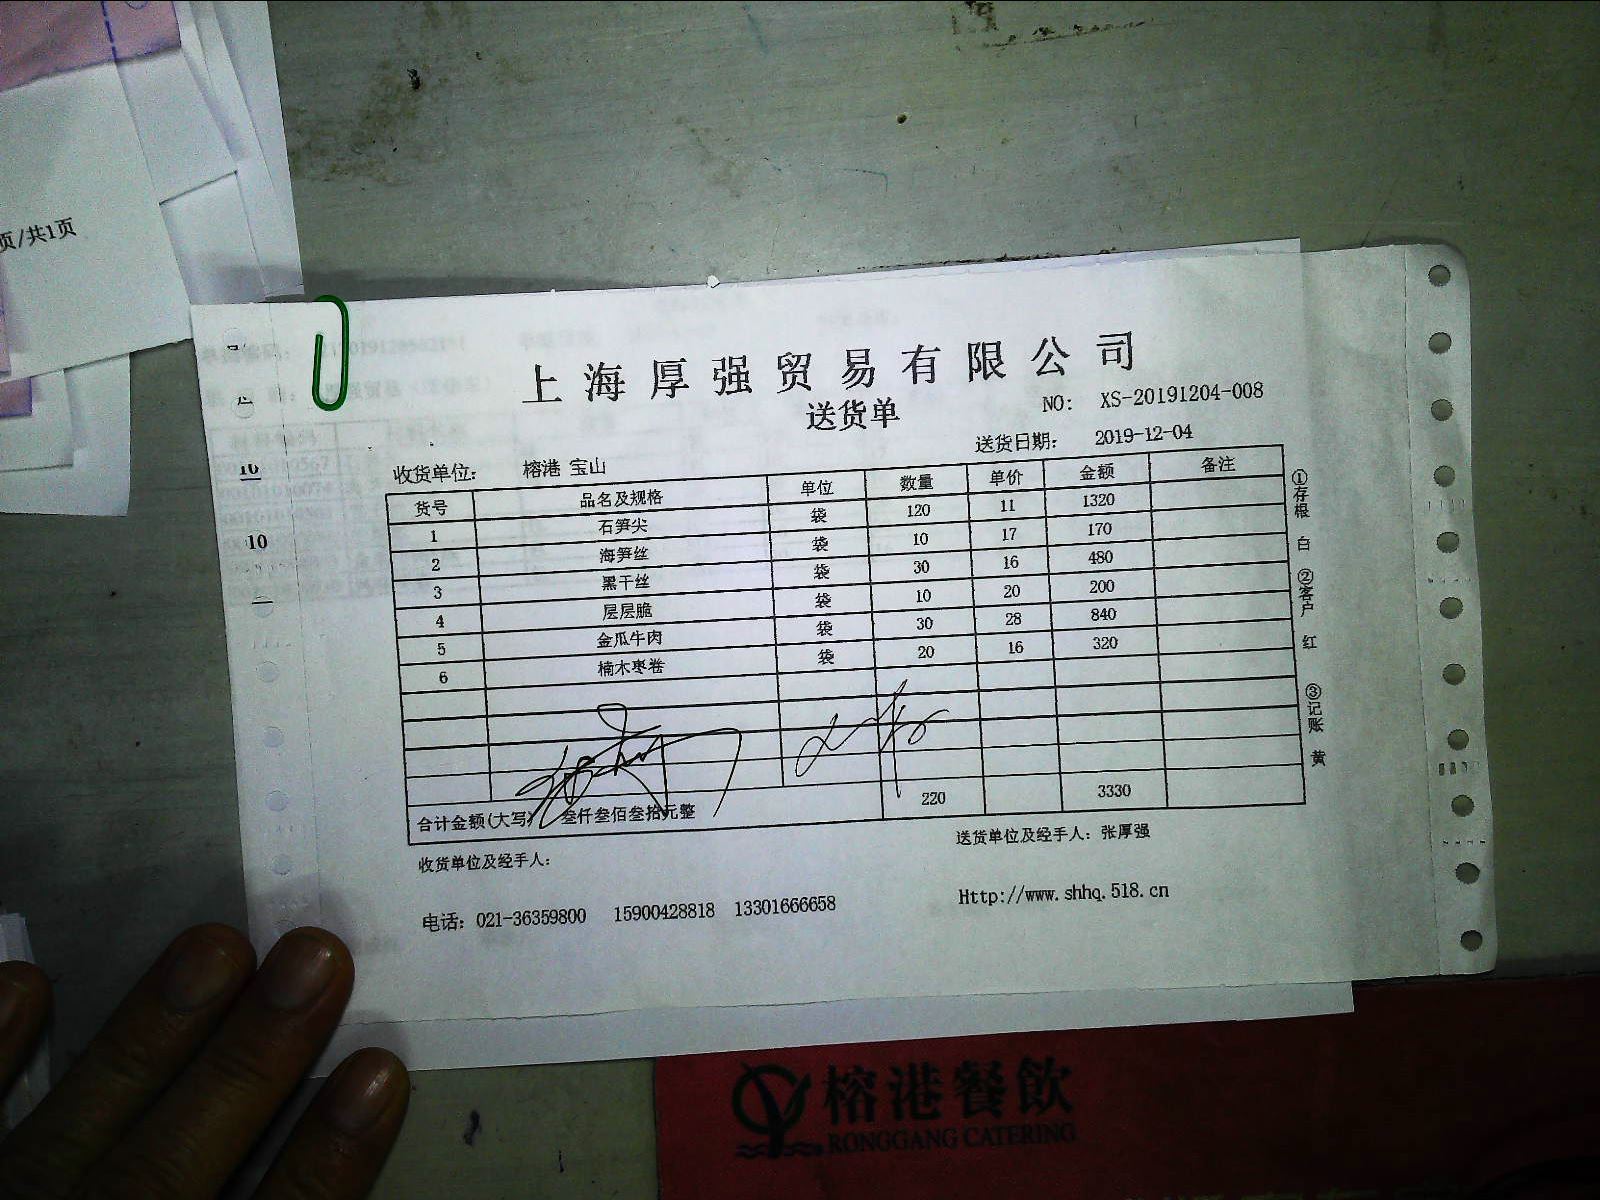 页/共1页
上海厚强贸易有限公司
送货单
NO: XS-20191204-008
送货日期: 2019-12-04
收货单位: 榕港 宝山
货号 品名及规格 单位 数量 单价 金额 备注
1 石笋尖 袋 120 11 1320
2 海笋丝 袋 10 17 170
3 黑干丝 袋 30 16 480
4 层层脆 袋 10 20 200
5 金瓜牛肉 袋 30 28 840
6 楠木枣卷 袋 20 16 320
合计金额(大写) 叁仟叁佰叁拾元整 220 3330
收货单位及经手人:
送货单位及经手人: 张厚强
电话: 021-36359800 15900428818 13301666658
Http://www.shhq.518.cn
①存根 白 ②客户 红 ③记账 黄
10
10
榕港餐飲
RONGGANG CATERING